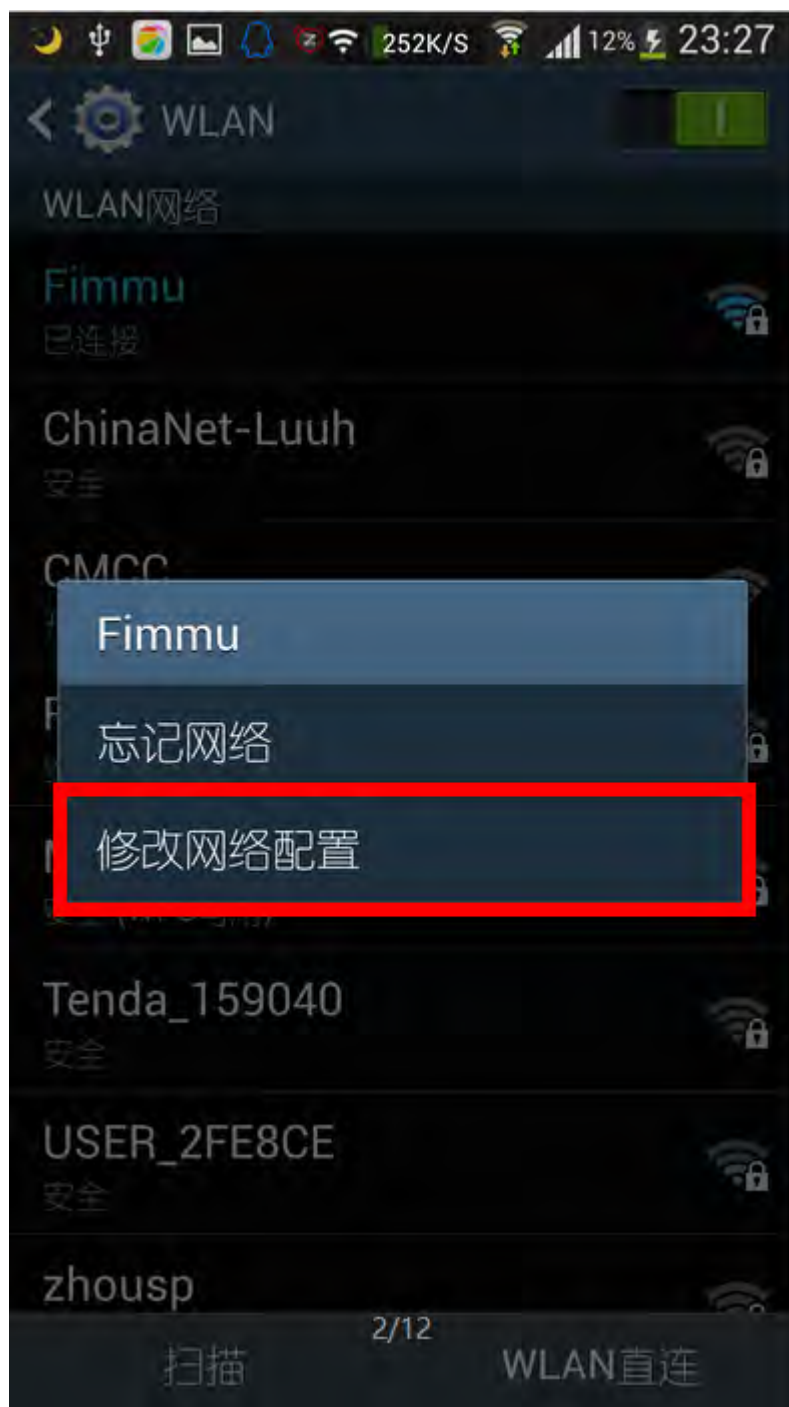 252K/S 12% 23:27
WLAN
WLAN网络
Fimmu
已连接
ChinaNet-Luuh
安全
CMCC
Fimmu
忘记网络
修改网络配置
Tenda_159040
安全
USER_2FE8CE
安全
zhousp
2/12
扫描 WLAN直连